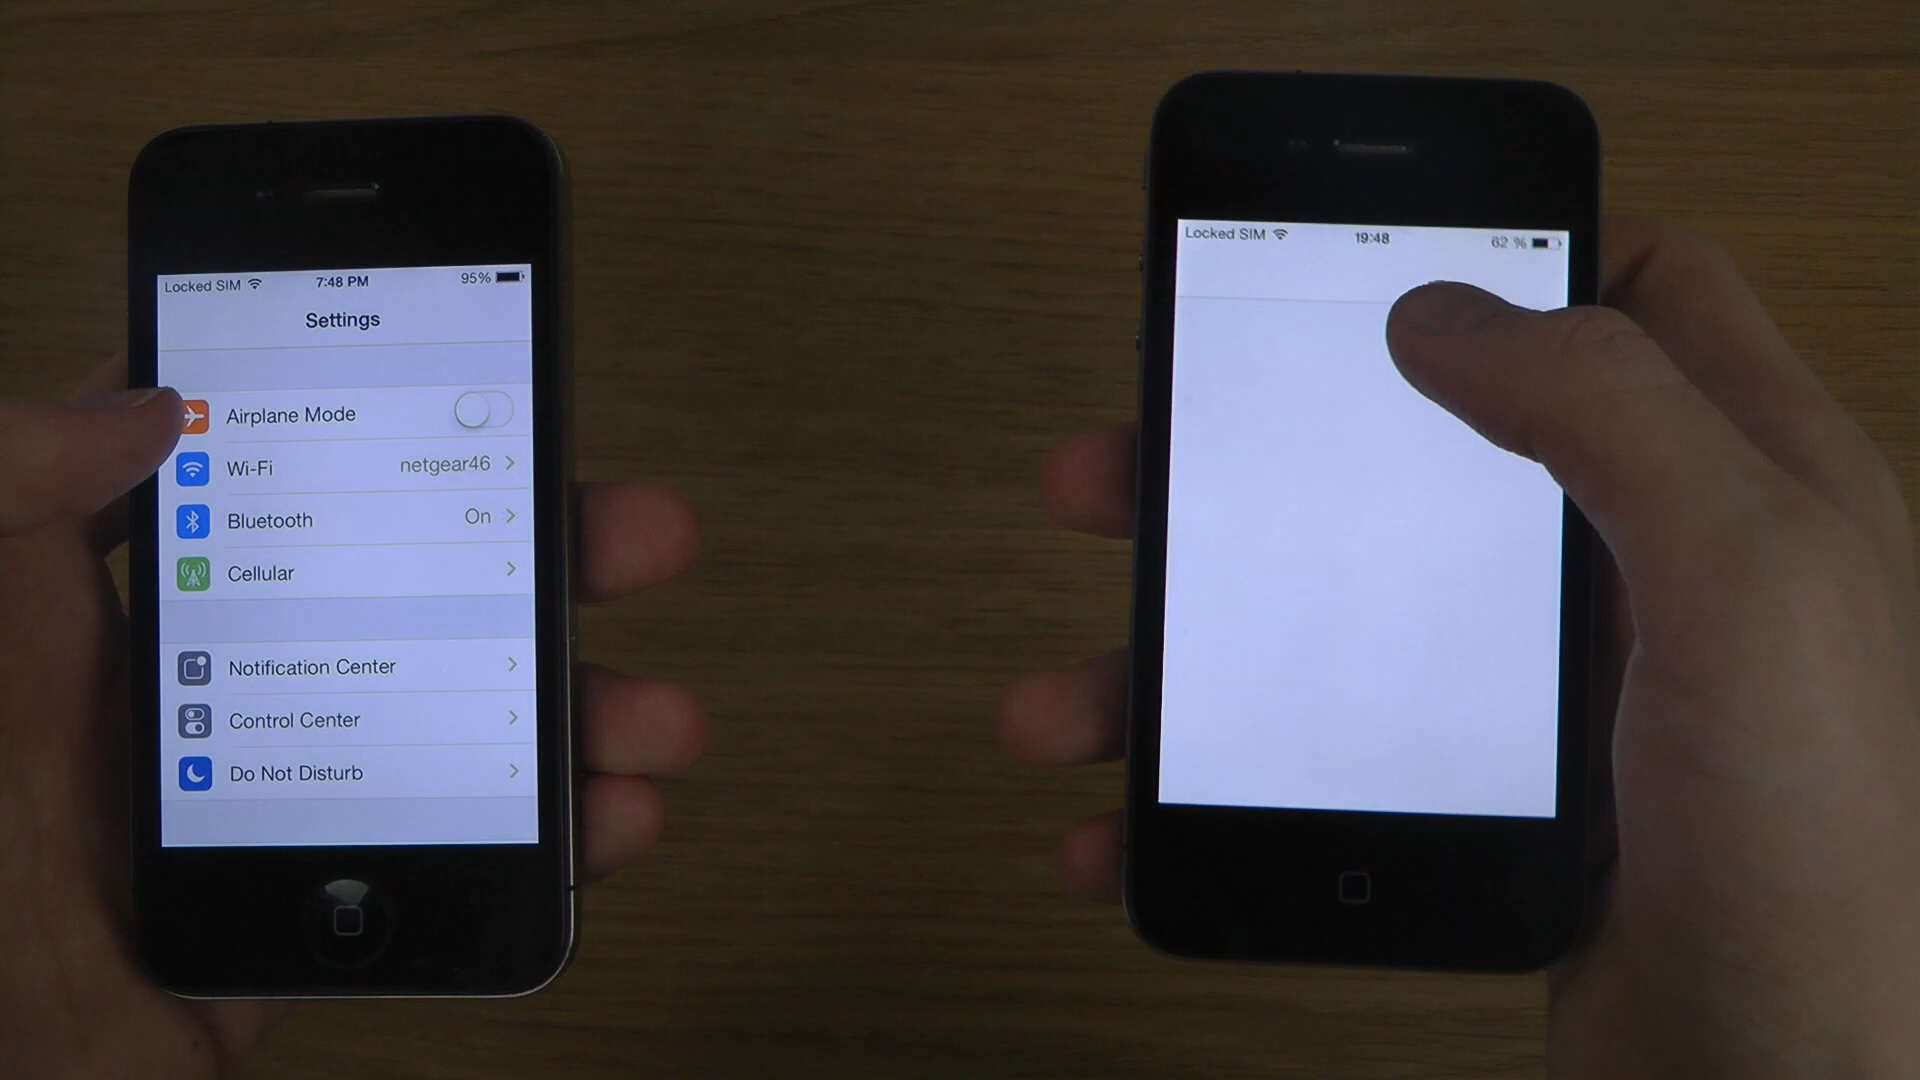 Locked SIM 7:48 PM 95%
Settings
Airplane Mode
Wi-Fi netgear46
Bluetooth On
Cellular
Notification Center
Control Center
Do Not Disturb
Locked SIM 19:48 62 %